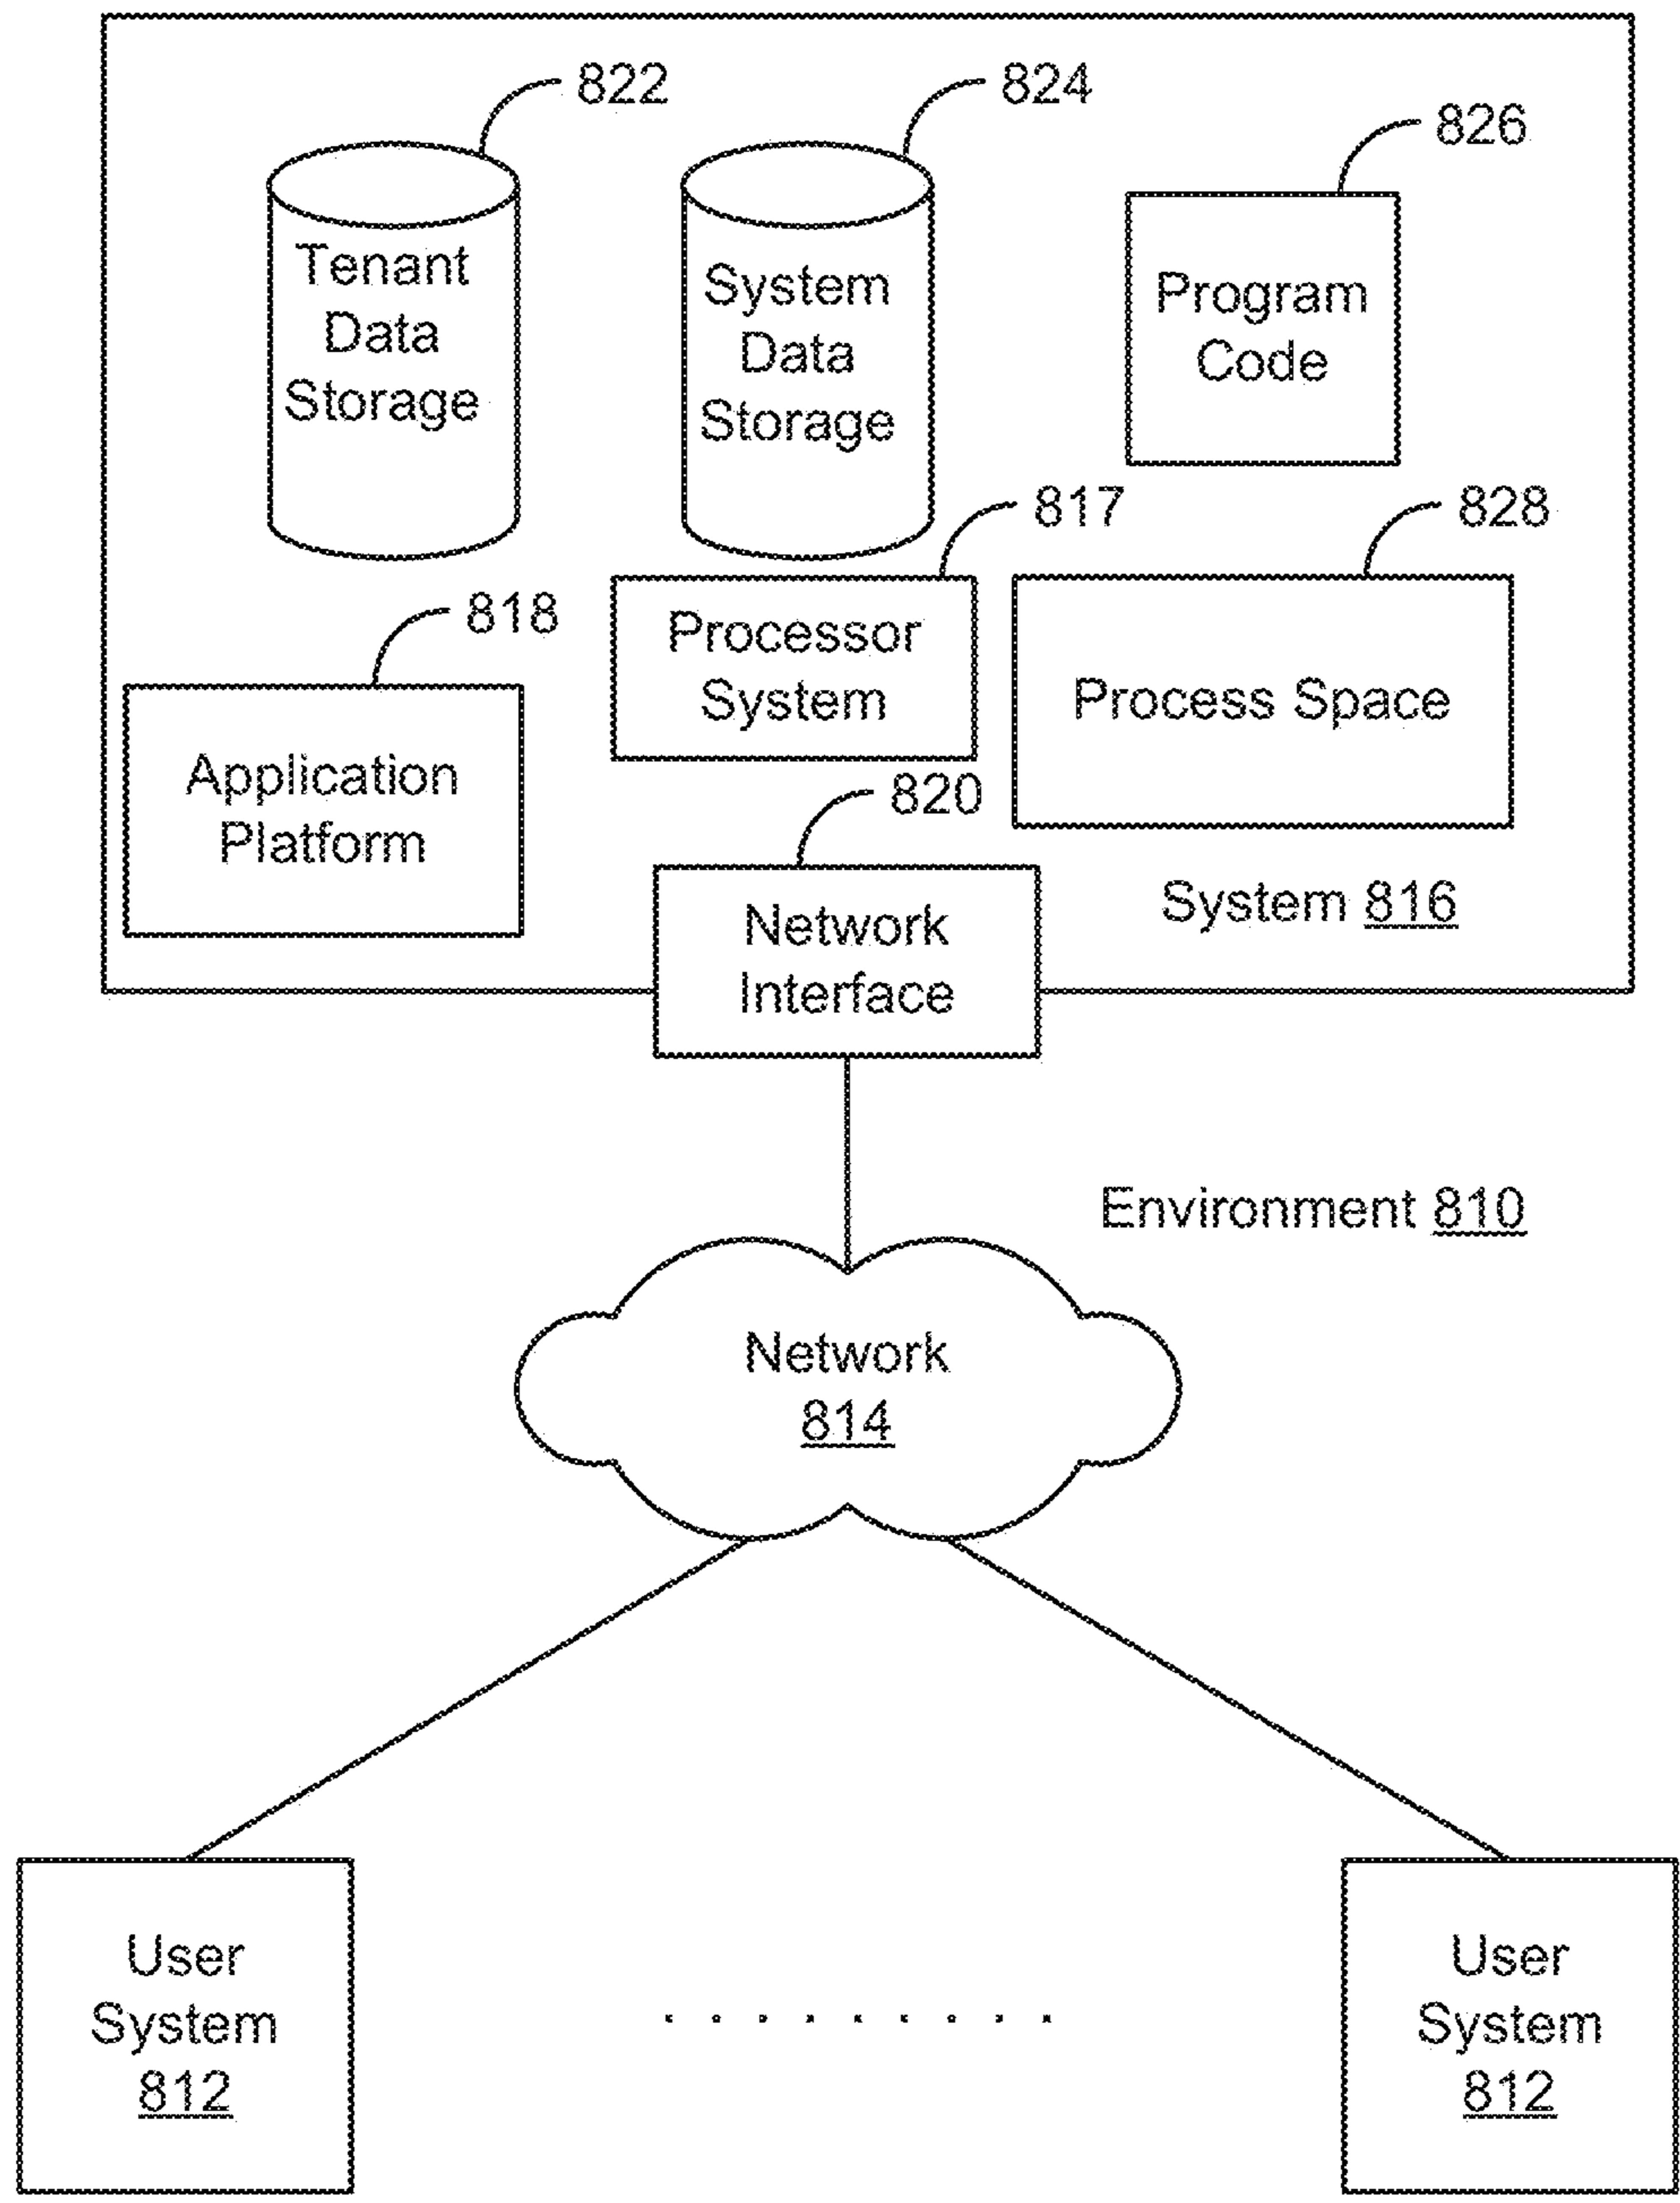 822
824
826
Tenant
Data
Storage
System
Data
Storage
Program
Code
817
828
818
Processor
System
Process Space
Application
Platform
820
System 816
Network
Interface
Environment 810
Network
814
User
System
812
User
System
812